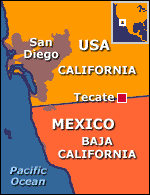 San
Diego
USA
CALIFORNIA
Tecate
MEXICO
BAJA
CALIFORNIA
Pacific
Ocean